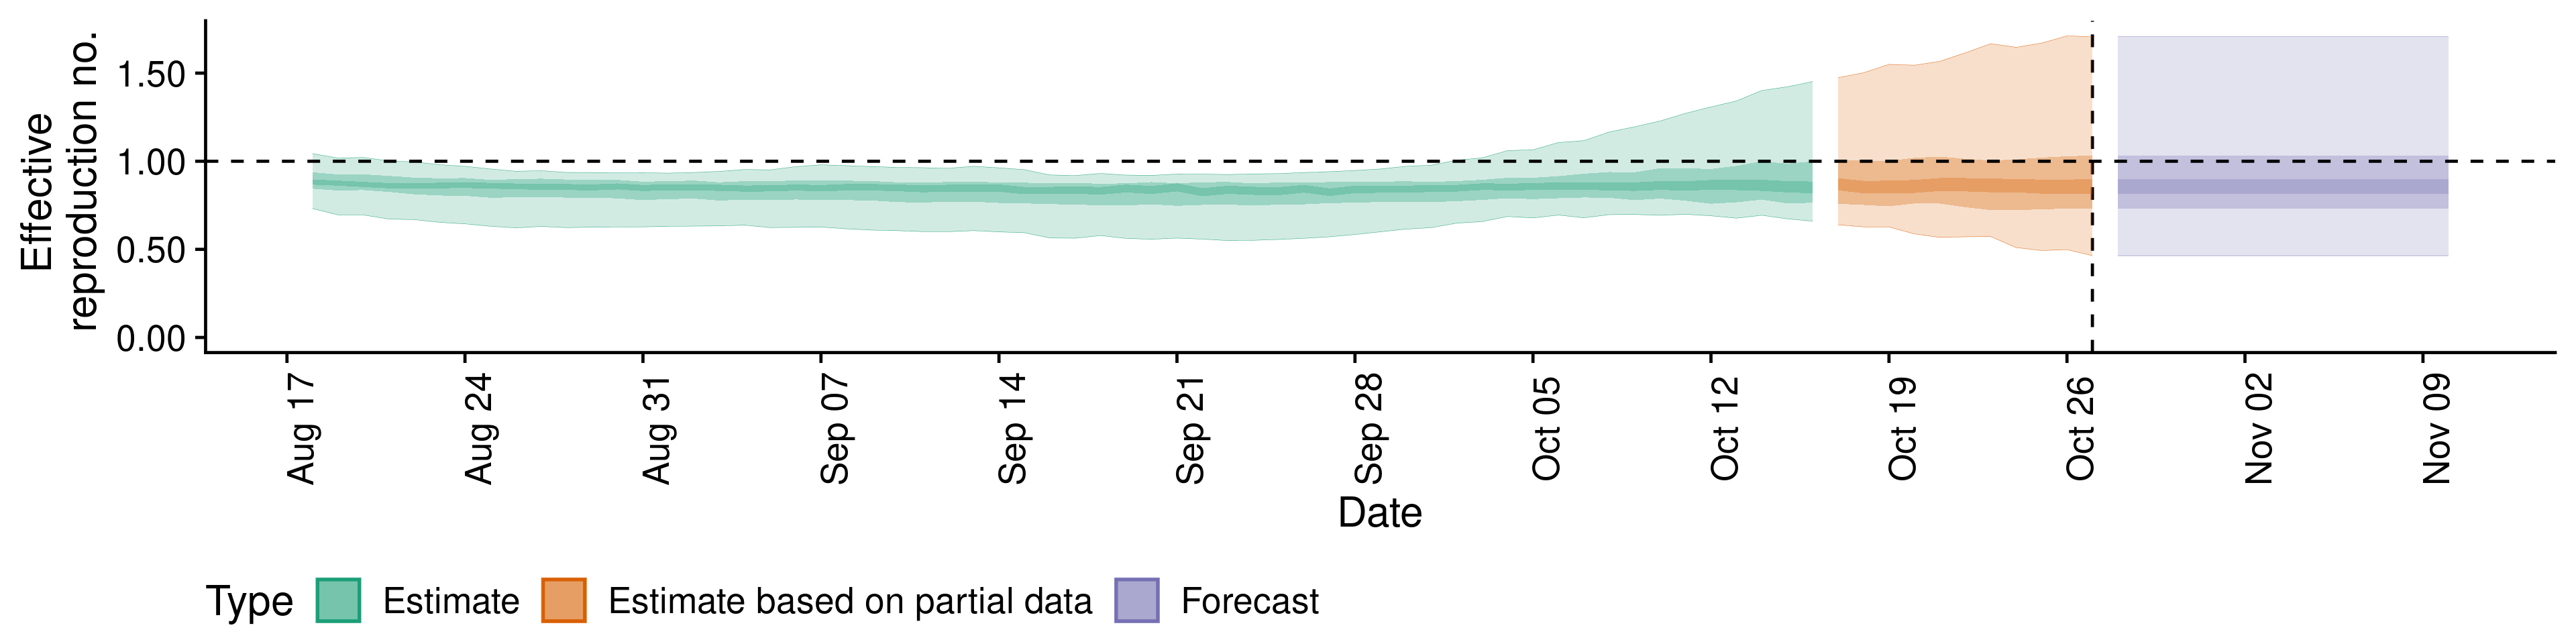 Effective
reproduction no.
1.50
1.00
0.50
0.00
Aug 17
Aug 24
Aug 31
Sep 07
Sep 14
Sep 21
Sep 28
Oct 05
Oct 12
Oct 19
Oct 26
Nov 02
Nov 09
Date
Type Estimate Estimate based on partial data Forecast